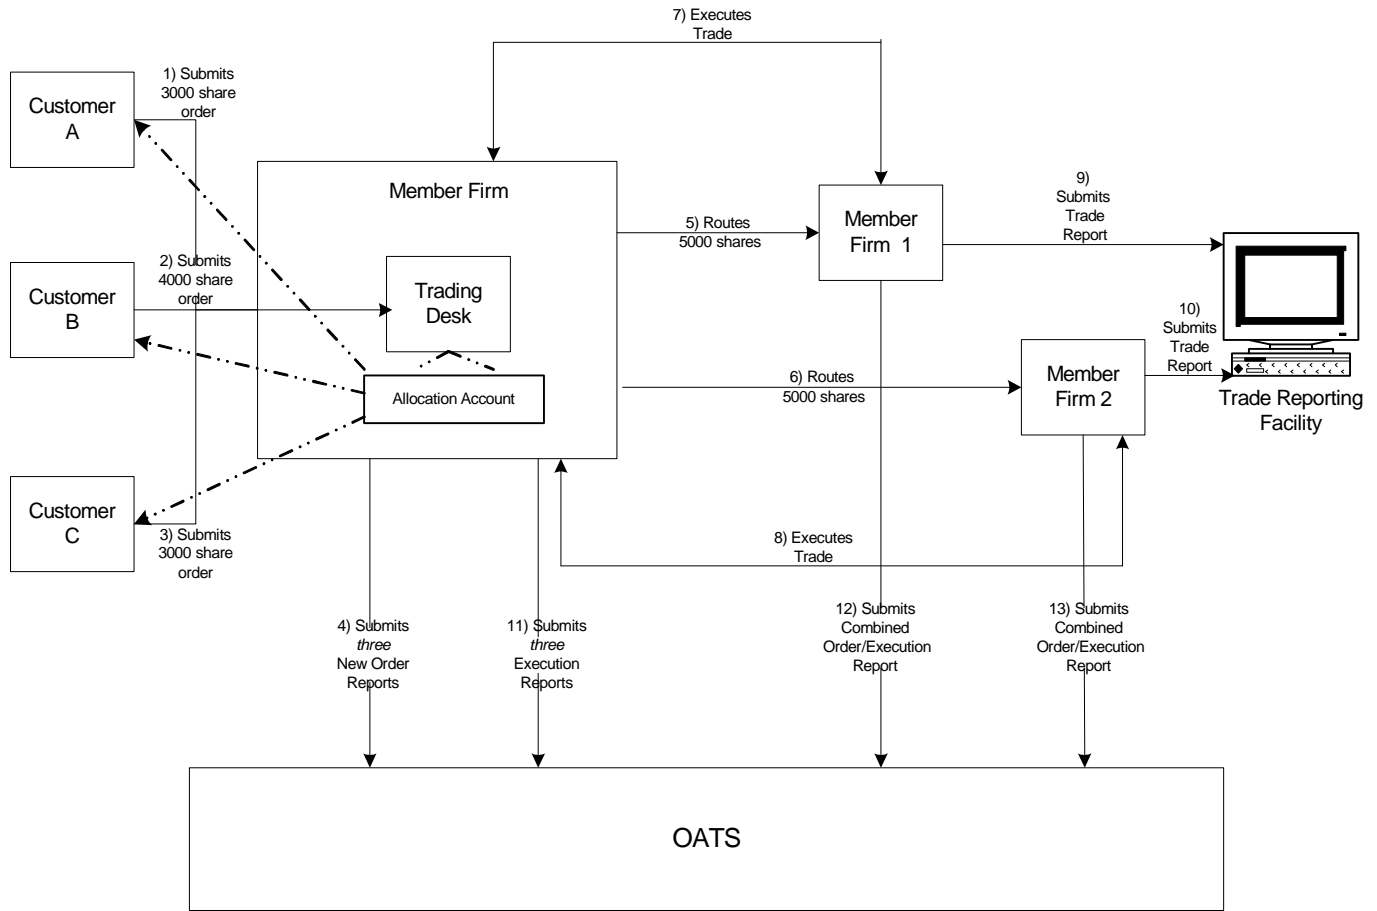 7) Executes
Trade
1) Submits
3000 share
order
Customer
A
Member Firm
9)
Submits
Trade
Report
5) Routes
5000 shares
Member
Firm 1
2) Submits
4000 share
order
Customer
B
Trading
Desk
10)
Submits
Trade
Report
6) Routes
5000 shares
Member
Firm 2
Allocation Account
Trade Reporting
Facility
Customer
C
3) Submits
3000 share
order
8) Executes
Trade
4) Submits
three
New Order
Reports
11) Submits
three
Execution
Reports
12) Submits
Combined
Order/Execution
Report
13) Submits
Combined
Order/Execution
Report
OATS